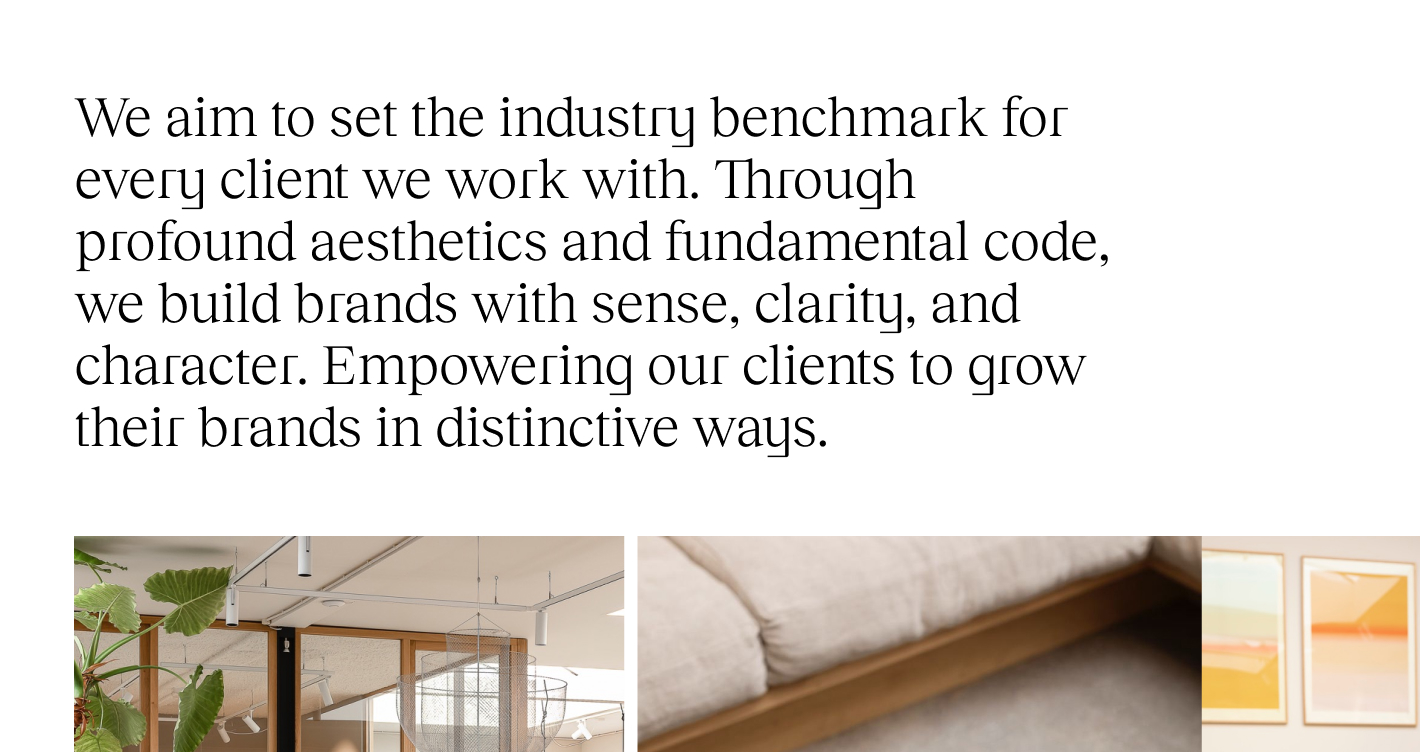 We aim to set the industry benchmark for
every client we work with. Through
profound aesthetics and fundamental code,
we build brands with sense, clarity, and
character. Empowering our clients to grow
their brands in distinctive ways.